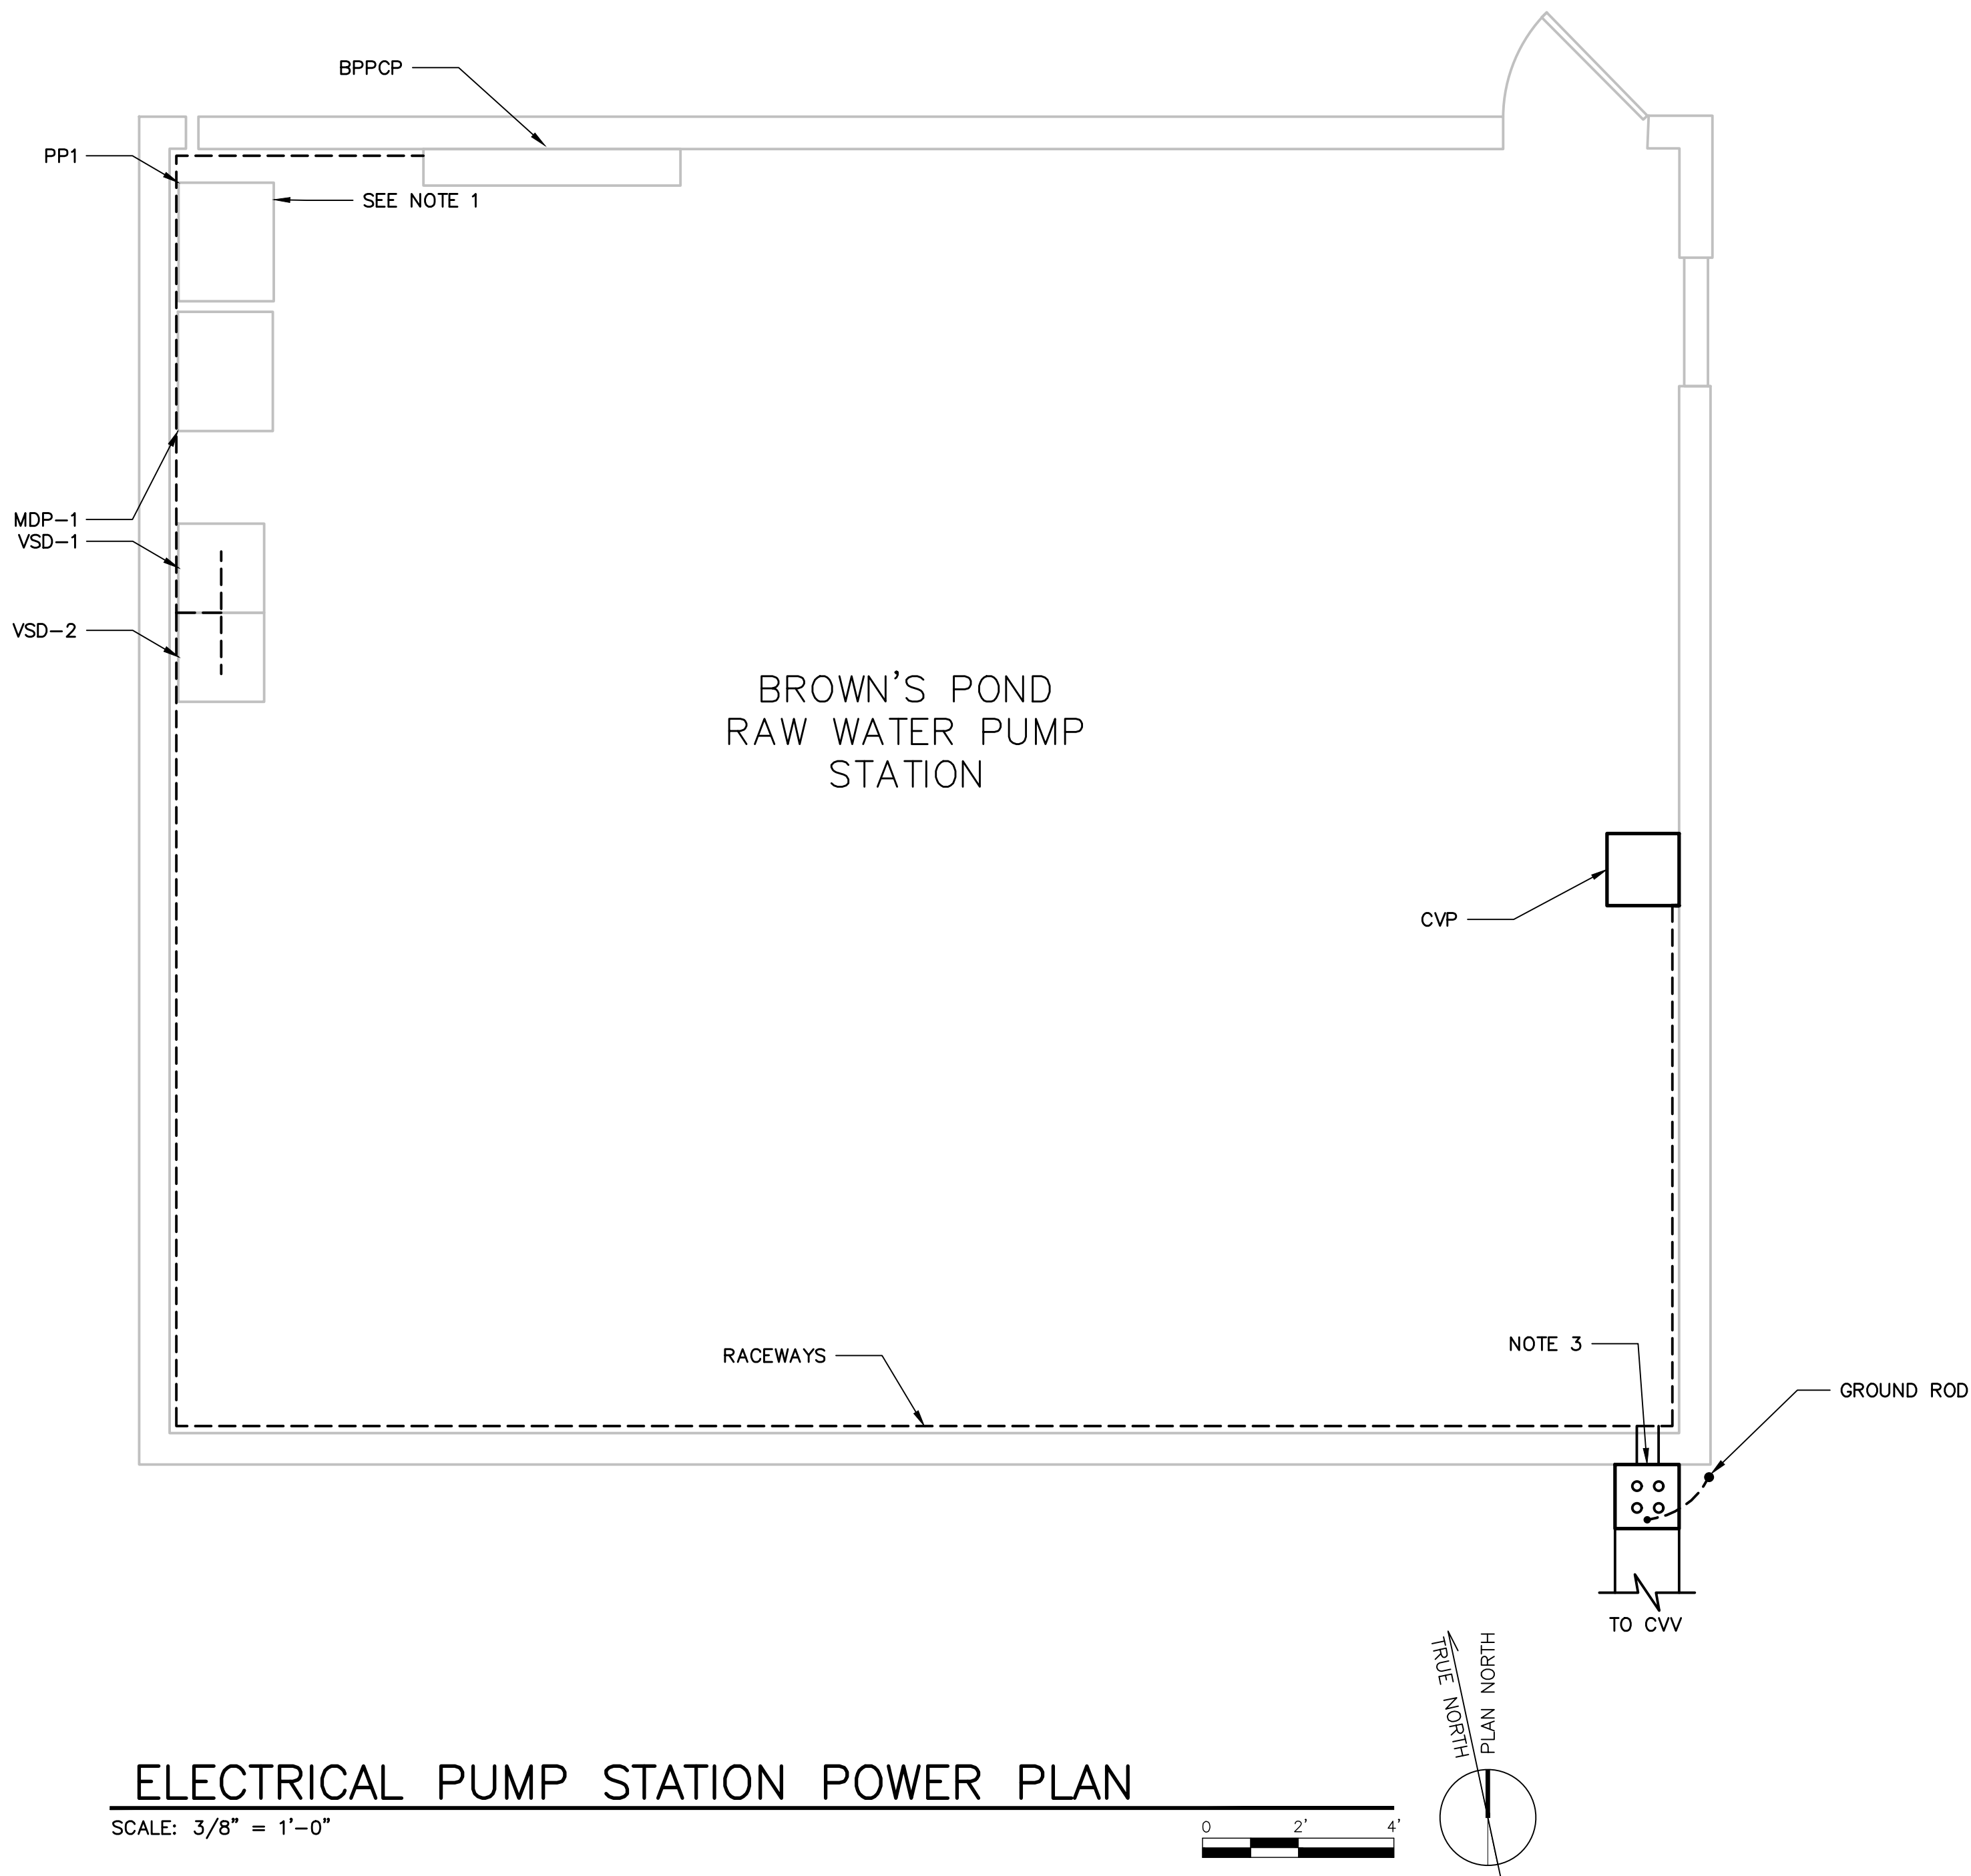 BPPCP
PP1
SEE NOTE 1
MDP-1
VSD-1
VSD-2
BROWN'S POND
RAW WATER PUMP
STATION
CVP
RACEWAYS
NOTE 3
GROUND ROD
TO CVV
TRUE NORTH
PLAN NORTH
ELECTRICAL PUMP STATION POWER PLAN
SCALE: 3/8" = 1'-0"
0 2' 4'